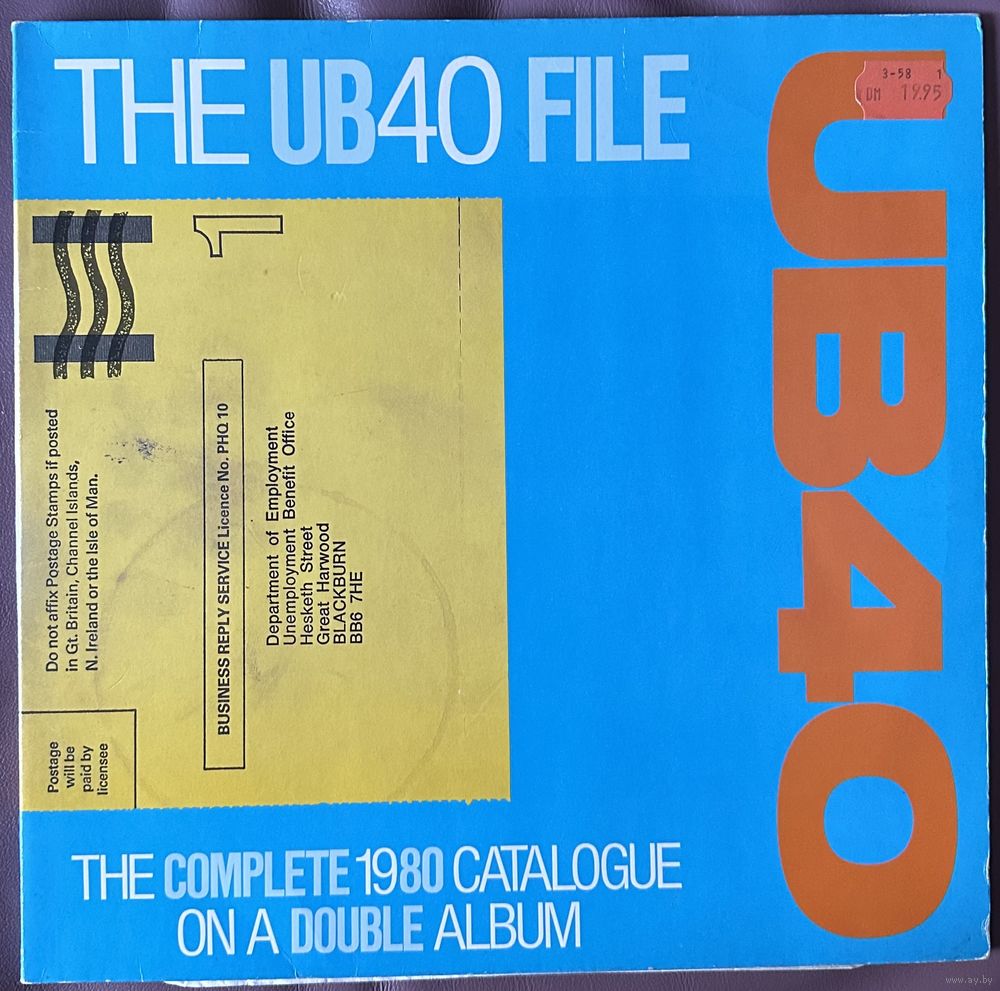 THE UB40 FILE
UB40
3-58 1
DM 19.95
1
Do not affix Postage Stamps if posted
in Gt. Britain, Channel Islands,
N. Ireland or the Isle of Man.
BUSINESS REPLY SERVICE Licence No. PHQ 10
Department of Employment
Unemployment Benefit Office
Hesketh Street
Great Harwood
BLACKBURN
BB6 7HE
Postage
will be
paid by
licensee
THE COMPLETE 1980 CATALOGUE
ON A DOUBLE ALBUM
www.ay.by